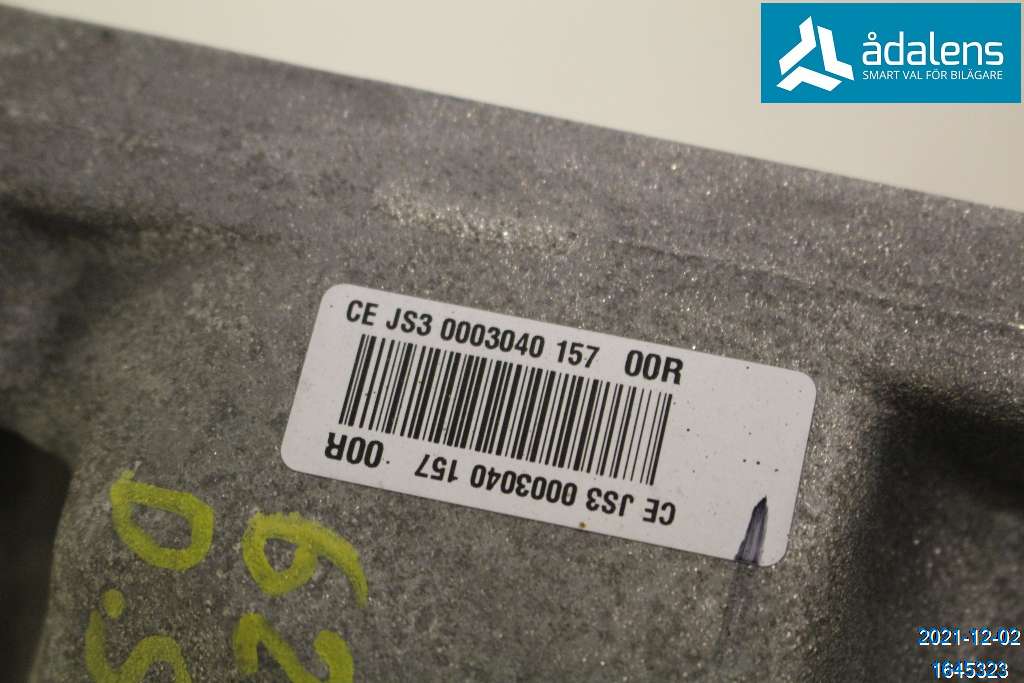 ådalens
SMART VAL FÖR BILÄGARE
CE JS3 0003040 157 00R
CE JS3 0003040 157 00R
2021-12-02
1645323